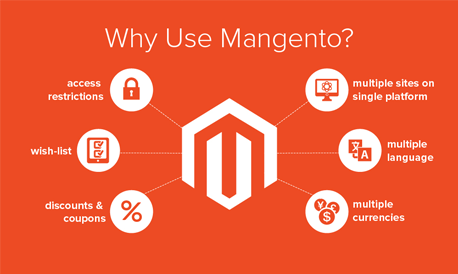 Why Use Mangento?
access
restrictions
wish-list
discounts &
coupons
multiple sites on
single platform
multiple
language
multiple
currencies